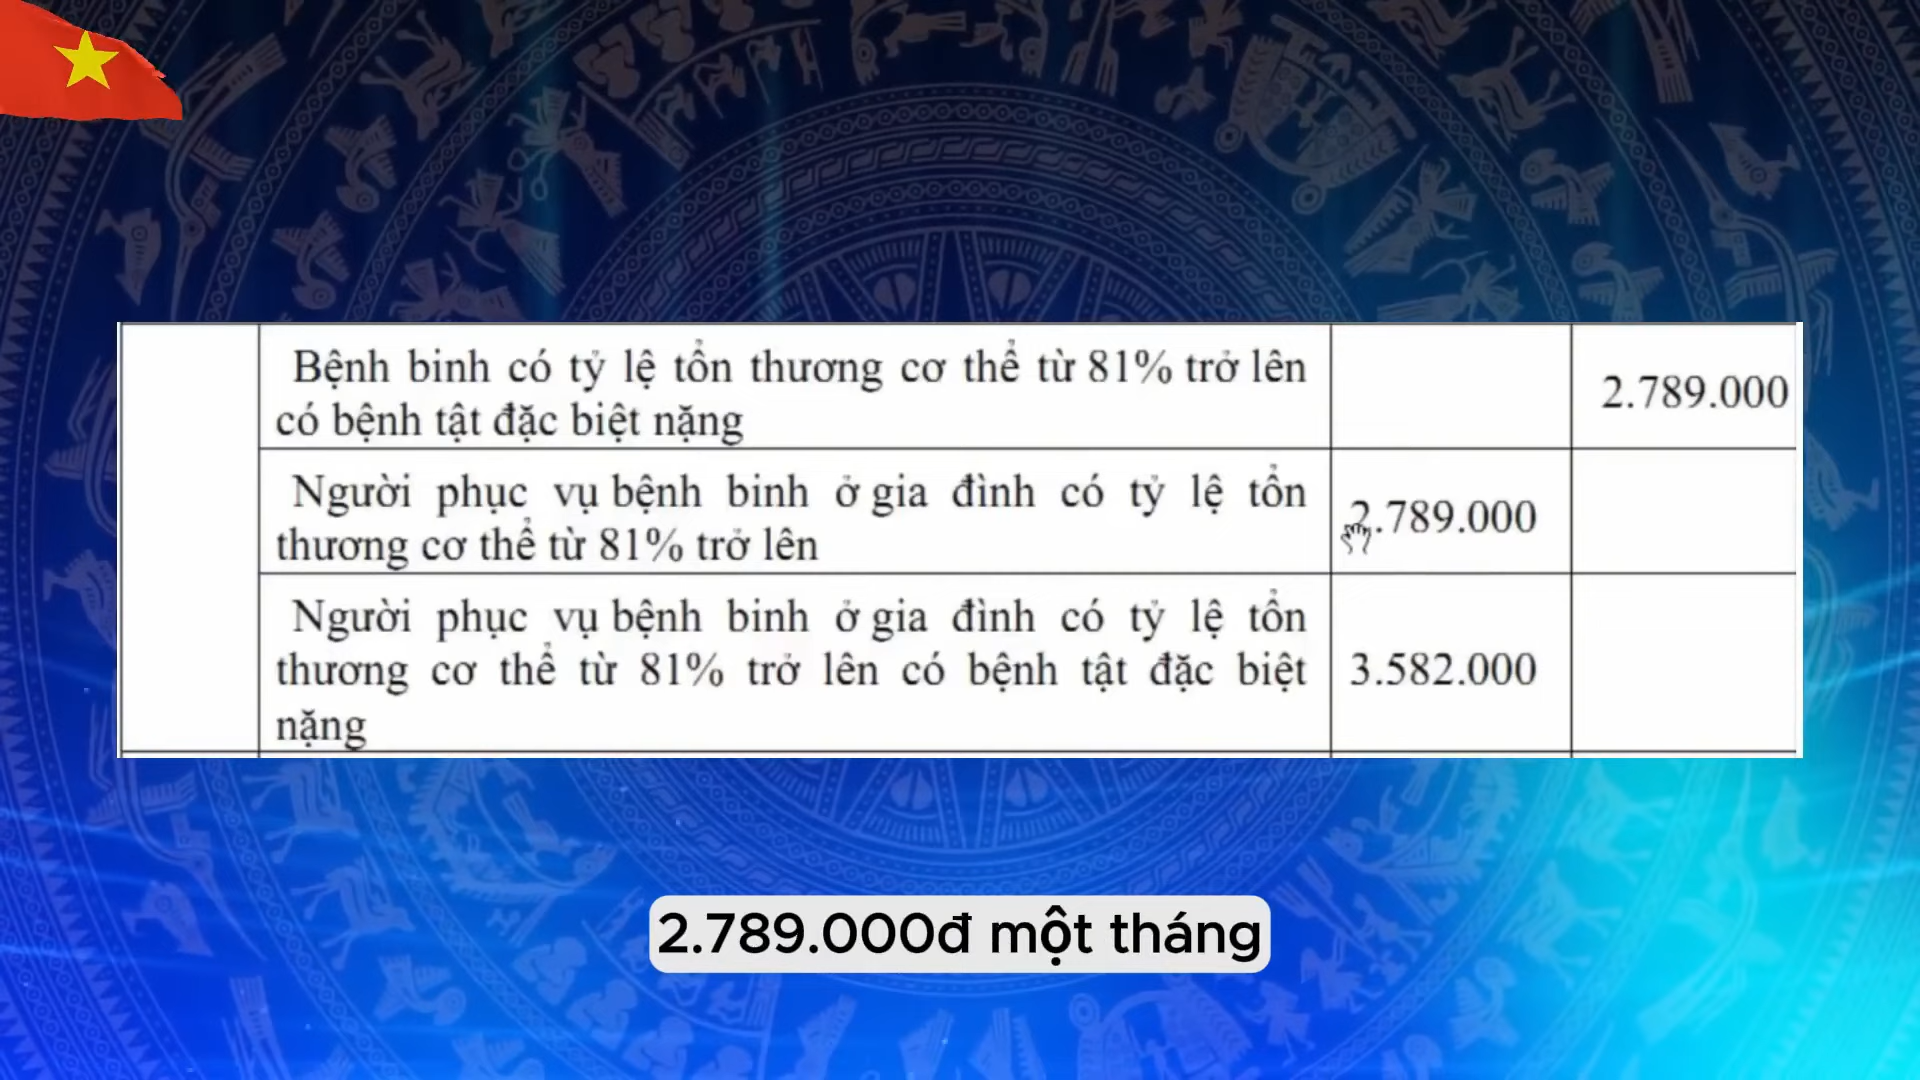 Bệnh binh có tỷ lệ tổn thương cơ thể từ 81% trở lên
có bệnh tật đặc biệt nặng
2.789.000
Người phục vụ bệnh binh ở gia đình có tỷ lệ tổn
thương cơ thể từ 81% trở lên
2.789.000
Người phục vụ bệnh binh ở gia đình có tỷ lệ tổn
thương cơ thể từ 81% trở lên có bệnh tật đặc biệt
nặng
3.582.000
2.789.000đ một tháng